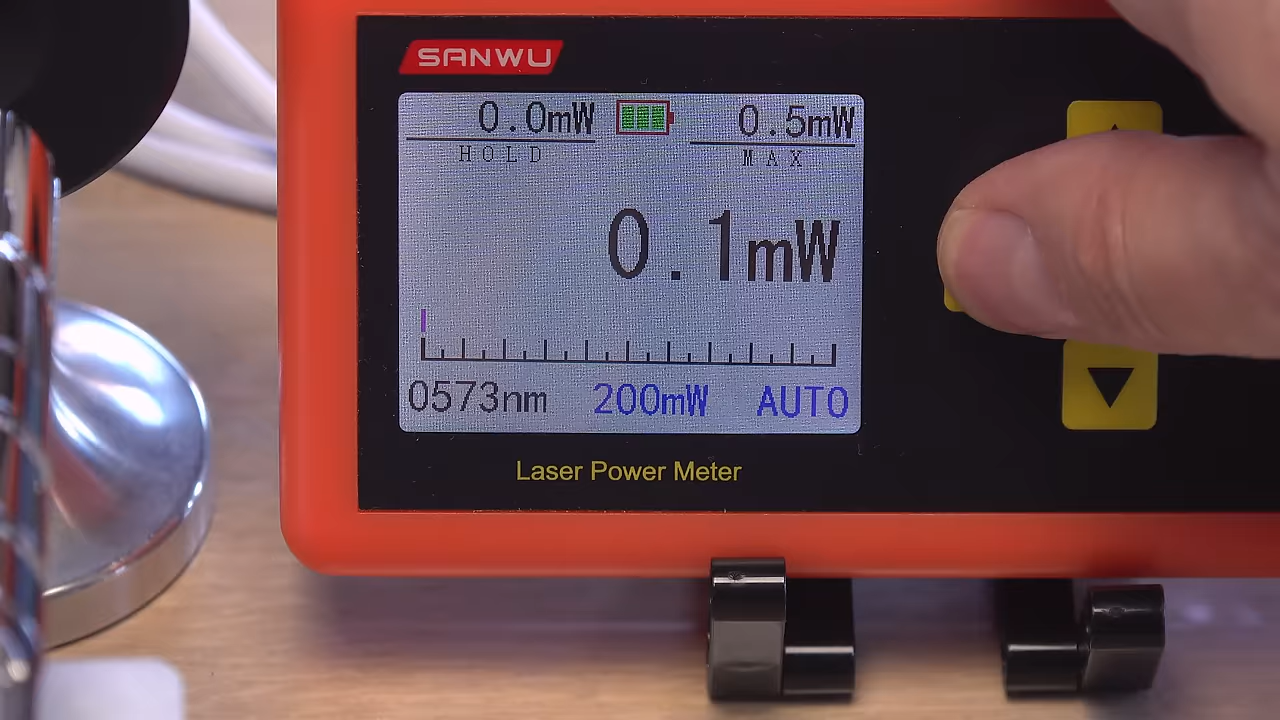 SANWU
0.0mW 0.5mW
HOLD MAX
0.1mW
0573nm 200mW AUTO
Laser Power Meter